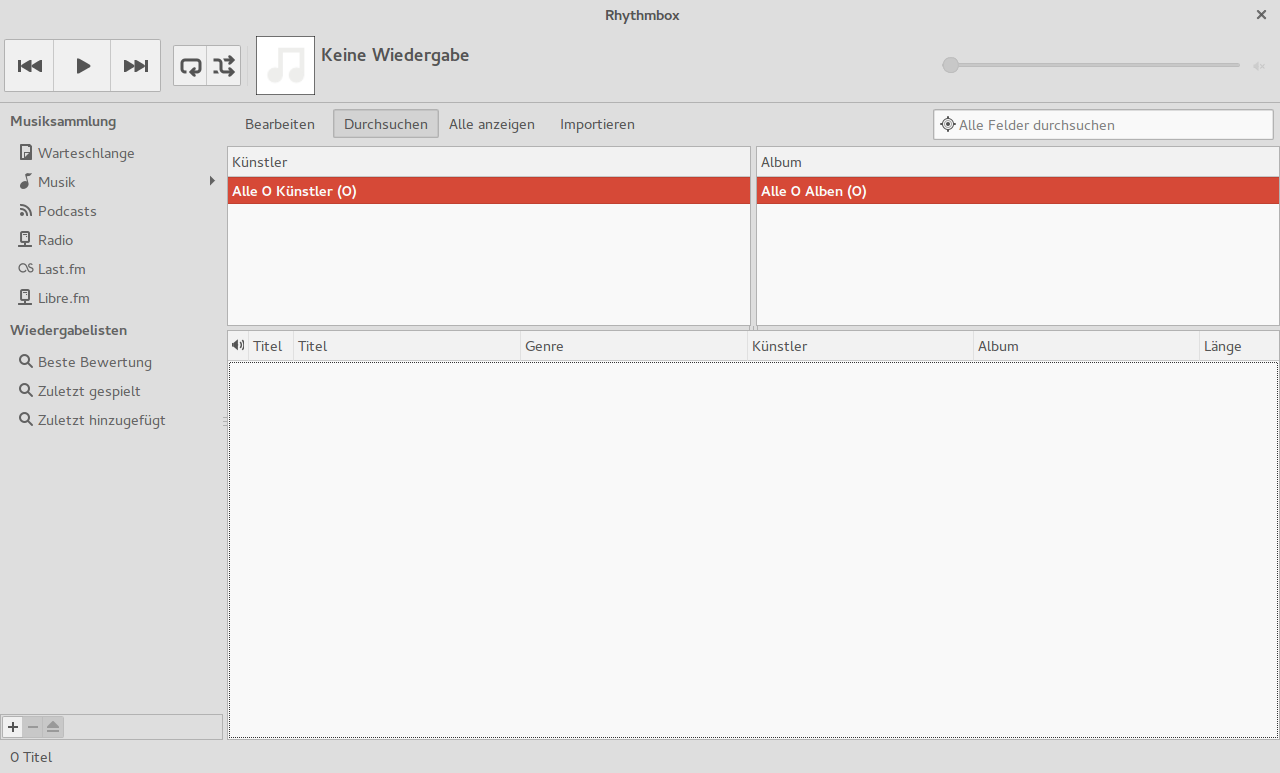 Rhythmbox
Keine Wiedergabe
Musiksammlung
Warteschlange
Musik
Podcasts
Radio
Last.fm
Libre.fm
Wiedergabelisten
Beste Bewertung
Zuletzt gespielt
Zuletzt hinzugefügt
Bearbeiten Durchsuchen Alle anzeigen Importieren Alle Felder durchsuchen
Künstler Album
Alle 0 Künstler (0) Alle 0 Alben (0)
Titel Titel Genre Künstler Album Länge
0 Titel